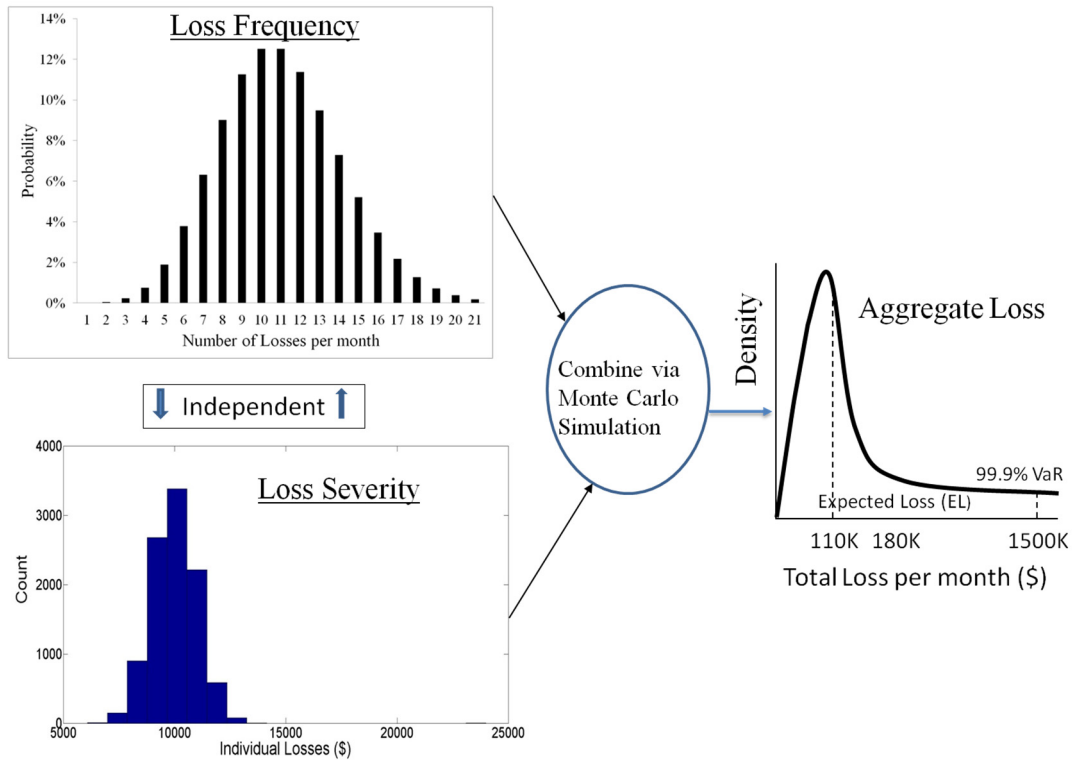 Loss Frequency
14%
12%
10%
8%
6%
4%
2%
0%
Probability
1 2 3 4 5 6 7 8 9 10 11 12 13 14 15 16 17 18 19 20 21
Number of Losses per month
Independent
Loss Severity
4000
3000
2000
1000
0
Count
5000 10000 15000 20000 25000
Individual Losses ($)
Combine via
Monte Carlo
Simulation
Density
Aggregate Loss
99.9% VaR
Expected Loss (EL)
110K 180K 1500K
Total Loss per month ($)